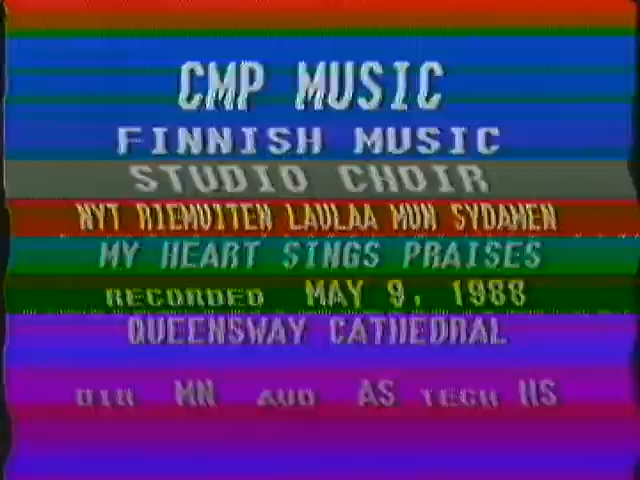 CMP MUSIC
FINNISH MUSIC
STUDIO CHOIR
NYT RIEMUITEN LAULAA MUN SYDAMEN
MY HEART SINGS PRAISES
RECORDED MAY 9, 1988
QUEENSWAY CATHEDRAL
DIR MN AUD AS TECH HS